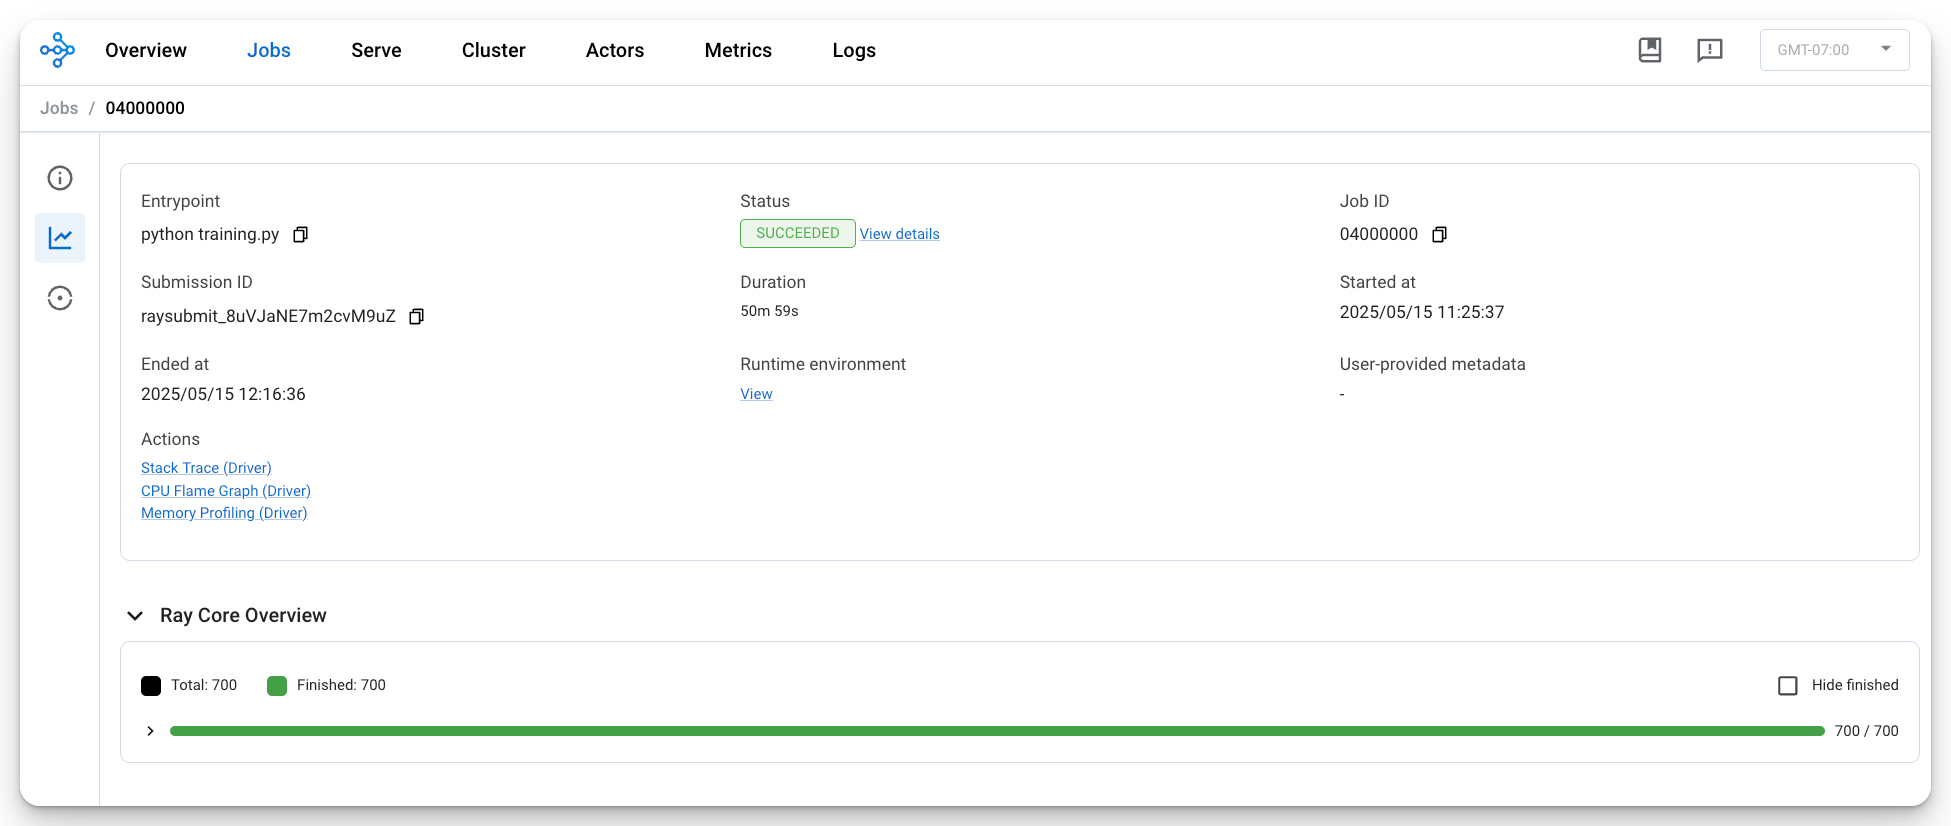 Overview Jobs Serve Cluster Actors Metrics Logs GMT-07:00
Jobs / 04000000
Entrypoint
python training.py
Status
SUCCEEDED View details
Job ID
04000000
Submission ID
raysubmit_8uVJaNE7m2cvM9uZ
Duration
50m 59s
Started at
2025/05/15 11:25:37
Ended at
2025/05/15 12:16:36
Runtime environment
View
User-provided metadata
-
Actions
Stack Trace (Driver)
CPU Flame Graph (Driver)
Memory Profiling (Driver)
Ray Core Overview
Total: 700 Finished: 700 Hide finished
700 / 700